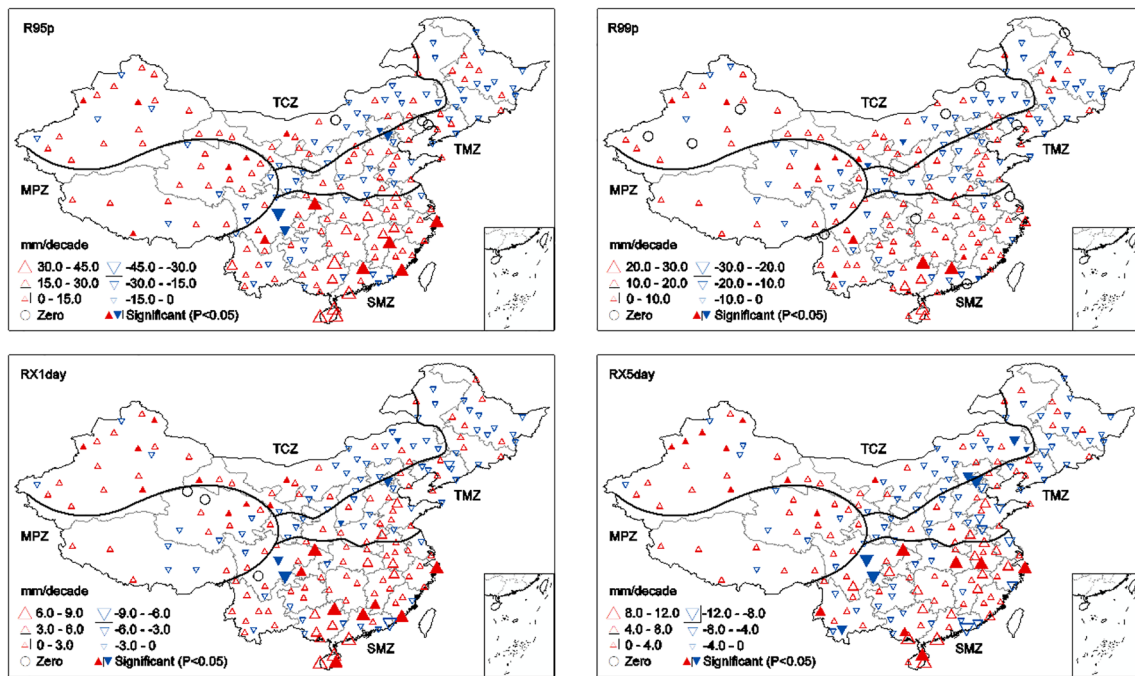 R95p
TCZ
TMZ
MPZ
mm/decade
30.0 - 45.0 -45.0 - -30.0
15.0 - 30.0 -30.0 - -15.0
0 - 15.0 -15.0 - 0
Zero Significant (P<0.05)
SMZ
R99p
TCZ
TMZ
MPZ
mm/decade
20.0 - 30.0 -30.0 - -20.0
10.0 - 20.0 -20.0 - -10.0
0 - 10.0 -10.0 - 0
Zero Significant (P<0.05)
SMZ
RX1day
TCZ
TMZ
MPZ
mm/decade
6.0 - 9.0 -9.0 - -6.0
3.0 - 6.0 -6.0 - -3.0
0 - 3.0 -3.0 - 0
Zero Significant (P<0.05)
SMZ
RX5day
TCZ
TMZ
MPZ
mm/decade
8.0 - 12.0 -12.0 - -8.0
4.0 - 8.0 -8.0 - -4.0
0 - 4.0 -4.0 - 0
Zero Significant (P<0.05)
SMZ